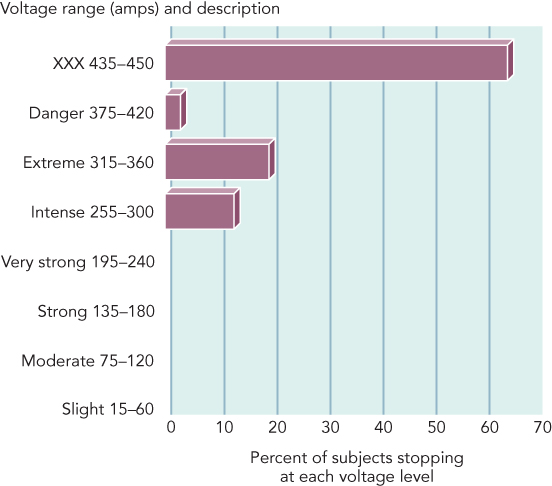 Voltage range (amps) and description
XXX 435–450
Danger 375–420
Extreme 315–360
Intense 255–300
Very strong 195–240
Strong 135–180
Moderate 75–120
Slight 15–60
0 10 20 30 40 50 60 70
Percent of subjects stopping
at each voltage level